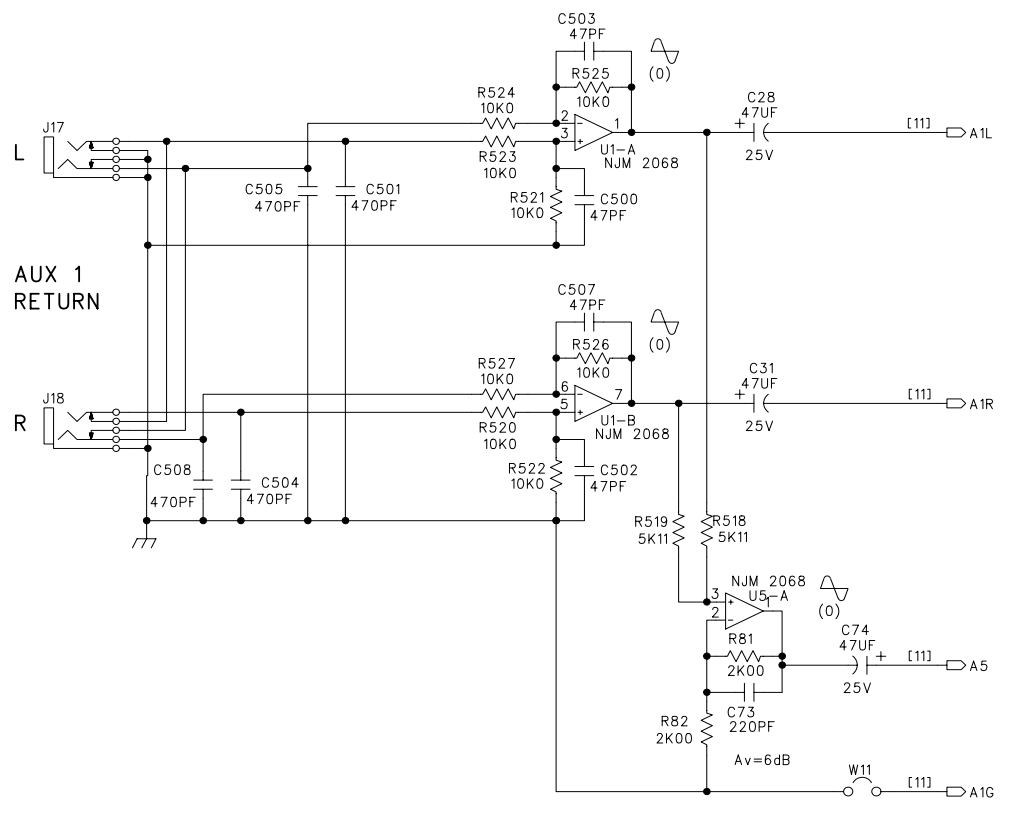 C503
47PF
(0)
R525
10K0
R524
10K0
C28
47UF
+
25V
[11]
A1L
J17
L
2
-
3
+
1
U1-A
NJM 2068
R523
10K0
C505
470PF
C501
470PF
R521
10K0
C500
47PF
AUX 1
RETURN
C507
47PF
(0)
R526
10K0
R527
10K0
C31
47UF
+
25V
[11]
A1R
J18
R
6
-
5
+
7
U1-B
NJM 2068
R520
10K0
C508
470PF
C504
470PF
R522
10K0
C502
47PF
R519
5K11
R518
5K11
NJM 2068
U5-A
3
+
2
-
1
(0)
C74
47UF
+
25V
[11]
A5
R81
2K00
C73
220PF
R82
2K00
Av=6dB
W11
[11]
A1G